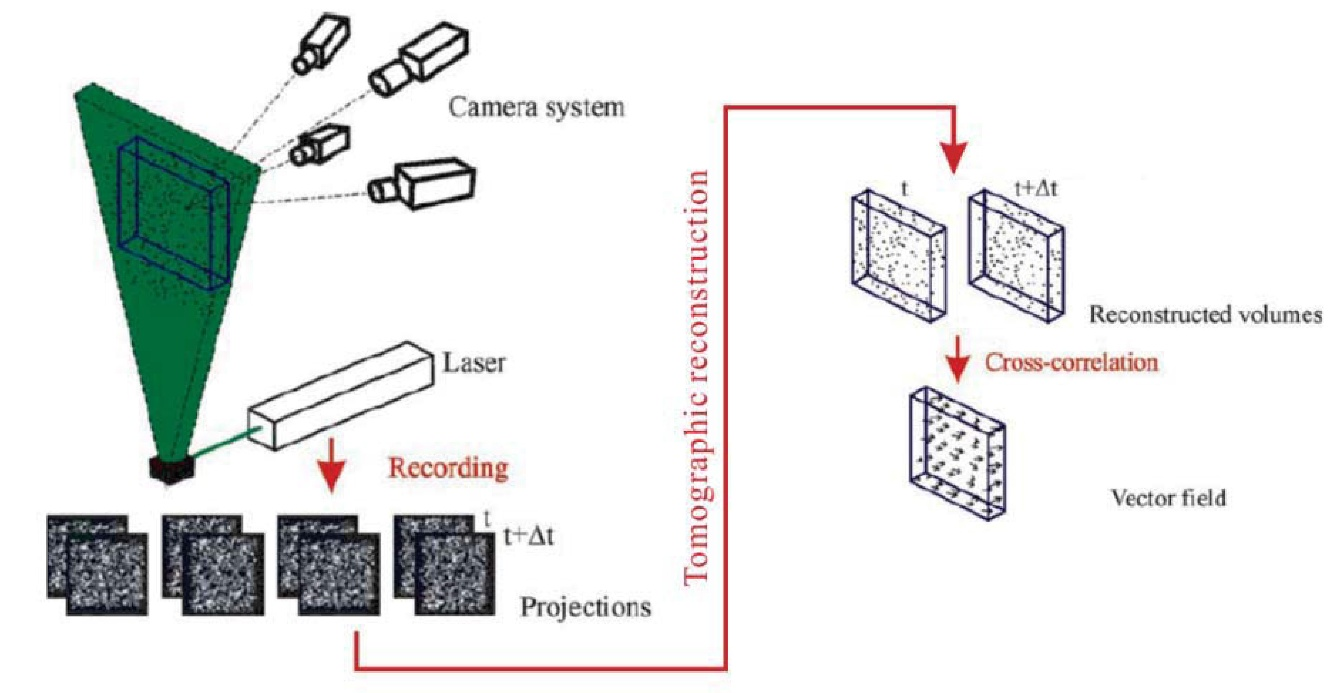 Camera system
Laser
Recording
t
t+Δt
Projections
Tomographic reconstruction
t
t+Δt
Reconstructed volumes
Cross-correlation
Vector field